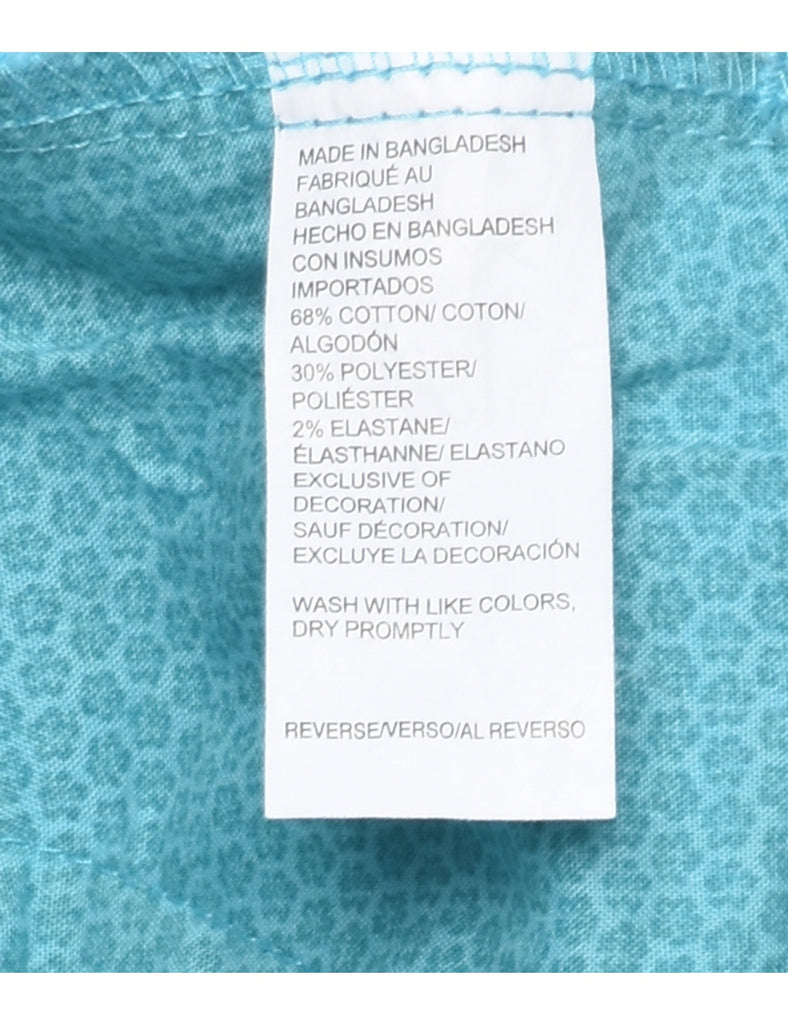 MADE IN BANGLADESH
FABRIQUÉ AU
BANGLADESH
HECHO EN BANGLADESH
CON INSUMOS
IMPORTADOS
68% COTTON/ COTON/
ALGODÓN
30% POLYESTER/
POLIÉSTER
2% ELASTANE/
ÉLASTHANNE/ ELASTANO
EXCLUSIVE OF
DECORATION/
SAUF DÉCORATION/
EXCLUYE LA DECORACIÓN
WASH WITH LIKE COLORS,
DRY PROMPTLY
REVERSE/VERSO/AL REVERSO